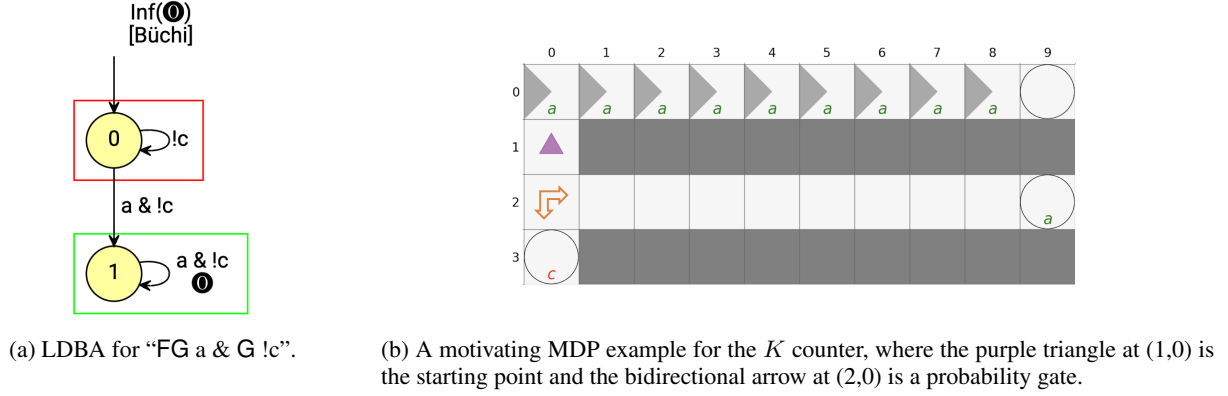 Inf(0)
[Büchi]
0
!c
a & !c
1
a & !c
0
0 1 2 3 4 5 6 7 8 9
0
a a a a a a a a a
1
2
a
3
c
(a) LDBA for “FG a & G !c”.
(b) A motivating MDP example for the K counter, where the purple triangle at (1,0) is
the starting point and the bidirectional arrow at (2,0) is a probability gate.